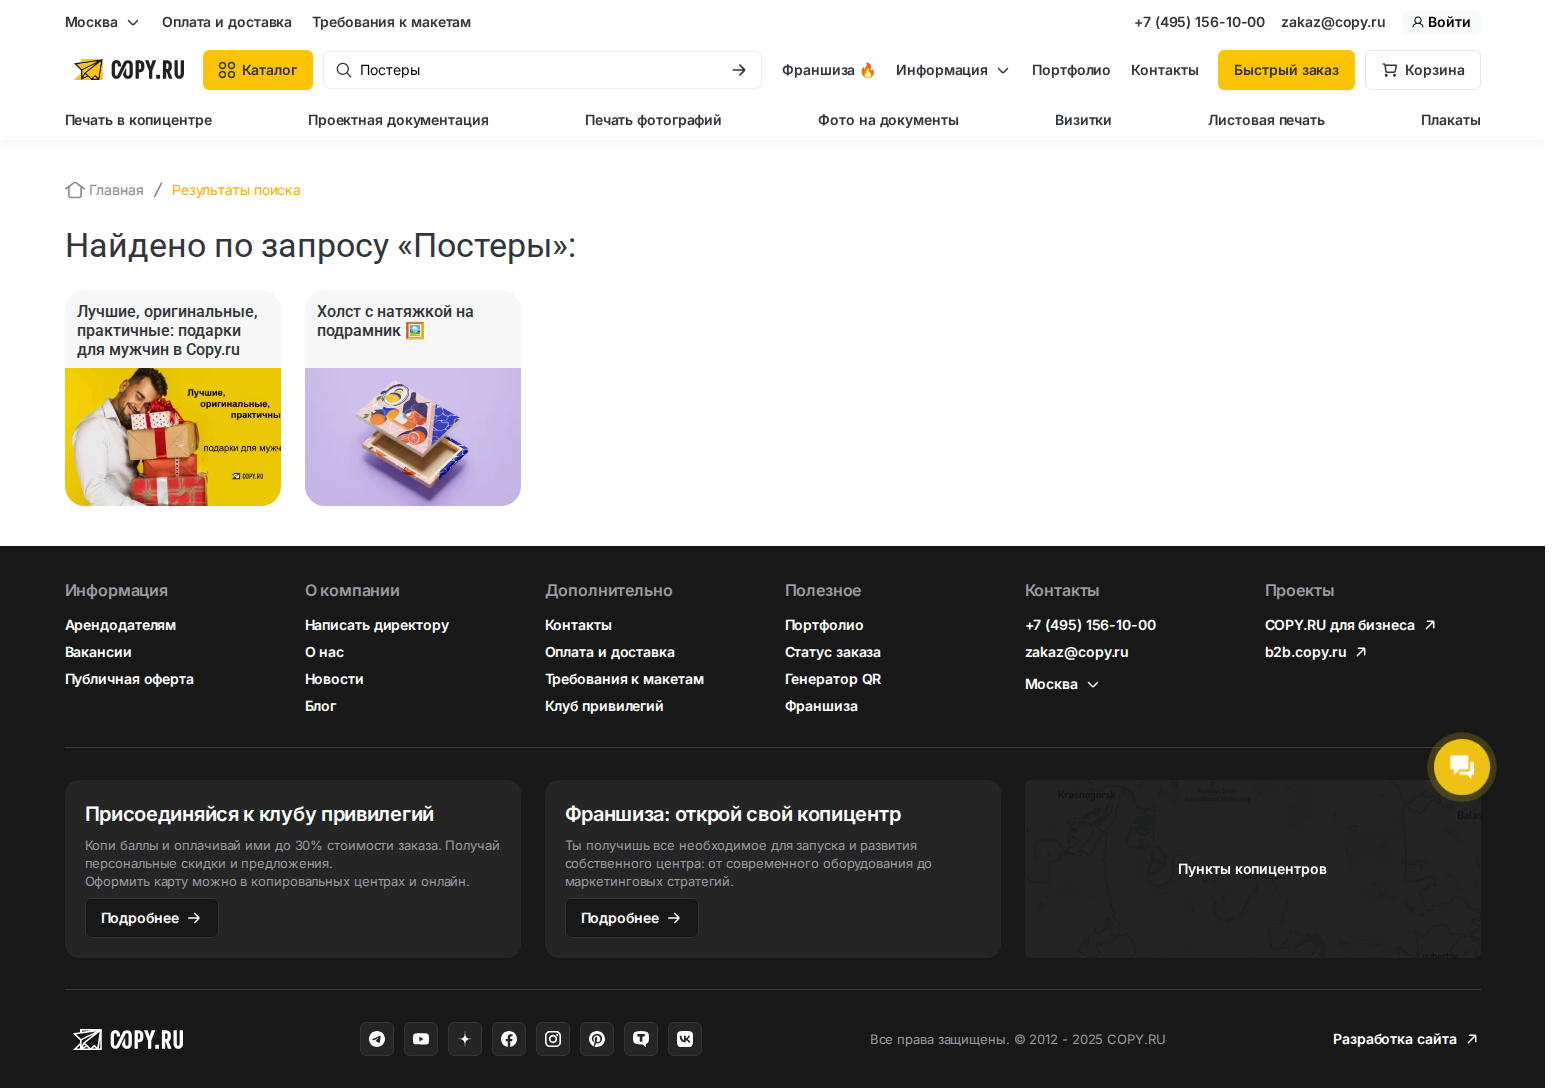 Москва
Оплата и доставка
Требования к макетам
+7 (495) 156-10-00
zakaz@copy.ru
Войти
COPY.RU
Каталог
Постеры
Франшиза 🔥
Информация
Портфолио
Контакты
Быстрый заказ
Корзина
Печать в копицентре
Проектная документация
Печать фотографий
Фото на документы
Визитки
Листовая печать
Плакаты
Главная / Результаты поиска
Найдено по запросу «Постеры»:
Лучшие, оригинальные,
практичные: подарки
для мужчин в Copy.ru
Лучшие,
оригинальные,
практичны
подарки для мужч
COPY.RU
Холст с натяжкой на
подрамник 🖼️
Информация
Арендодателям
Вакансии
Публичная оферта
О компании
Написать директору
О нас
Новости
Блог
Дополнительно
Контакты
Оплата и доставка
Требования к макетам
Клуб привилегий
Полезное
Портфолио
Статус заказа
Генератор QR
Франшиза
Контакты
+7 (495) 156-10-00
zakaz@copy.ru
Москва
Проекты
COPY.RU для бизнеса
b2b.copy.ru
Присоединяйся к клубу привилегий
Копи баллы и оплачивай ими до 30% стоимости заказа. Получай
персональные скидки и предложения.
Оформить карту можно в копировальных центрах и онлайн.
Подробнее
Франшиза: открой свой копицентр
Ты получишь все необходимое для запуска и развития
собственного центра: от современного оборудования до
маркетинговых стратегий.
Подробнее
Krasnogorsk
Пункты копицентров
COPY.RU
Все права защищены. © 2012 - 2025 COPY.RU
Разработка сайта